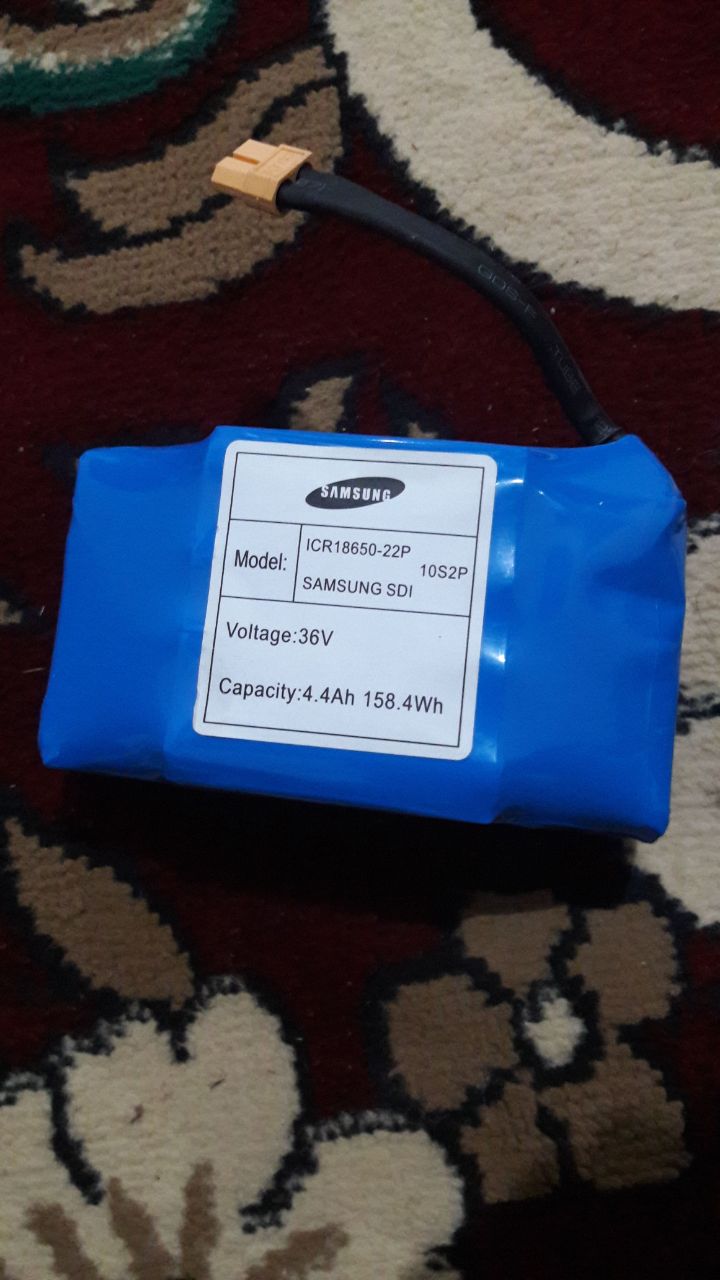 SAMSUNG
Model:
ICR18650-22P
10S2P
SAMSUNG SDI
Voltage:36V
Capacity:4.4Ah 158.4Wh